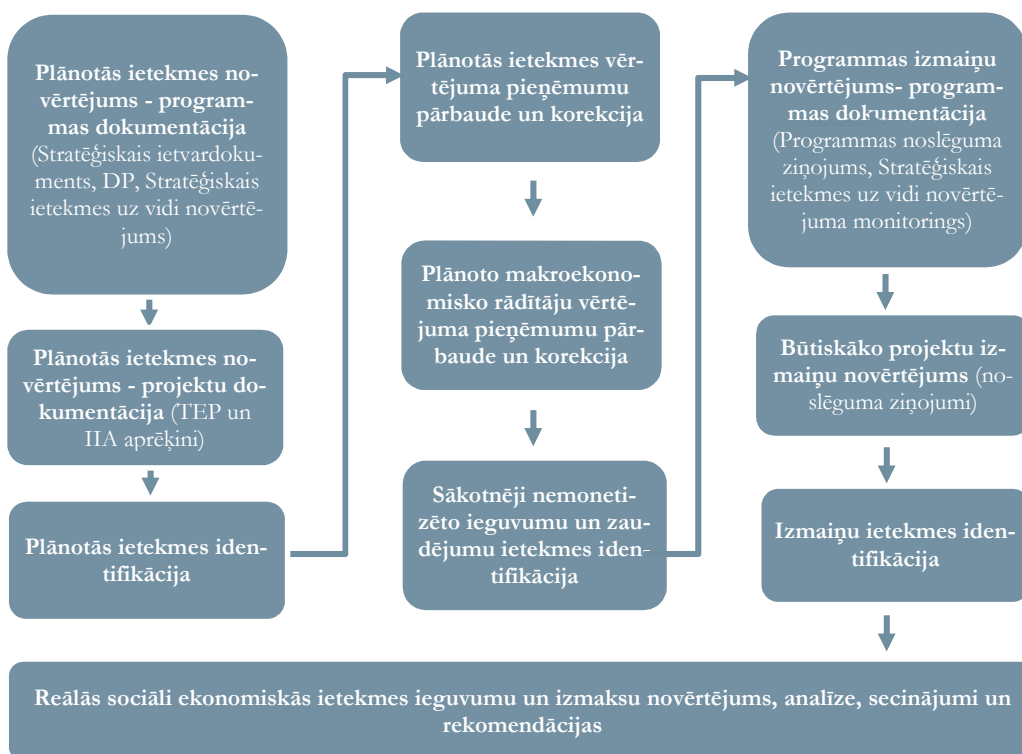 Plānotās ietekmes no-
vērtējums - program-
mas dokumentācija
(Stratēģiskais ietvardoku-
ments, DP, Stratēģiskais
ietekmes uz vidi novērtē-
jums)
Plānotās ietekmes no-
vērtējums - projektu do-
kumentācija (TEP un
IIA aprēķini)
Plānotās ietekmes iden-
tifikācija
Plānotās ietekmes vēr-
tējuma pieņēmumu
pārbaude un korekcija
Plānoto makroekono-
misko rādītāju vērtē-
juma pieņēmumu pār-
baude un korekcija
Sākotnēji nemoneti-
zēto ieguvumu un zau-
dējumu ietekmes iden-
tifikācija
Programmas izmaiņu
novērtējums- program-
mas dokumentācija
(Programmas noslēguma
ziņojums, Stratēģiskais
ietekmes uz vidi novērtē-
juma monitorings)
Būtiskāko projektu iz-
maiņu novērtējums (no-
slēguma ziņojumi)
Izmaiņu ietekmes iden-
tifikācija
Reālās sociāli ekonomiskās ietekmes ieguvumu un izmaksu novērtējums, analīze, secinājumi un
rekomendācijas